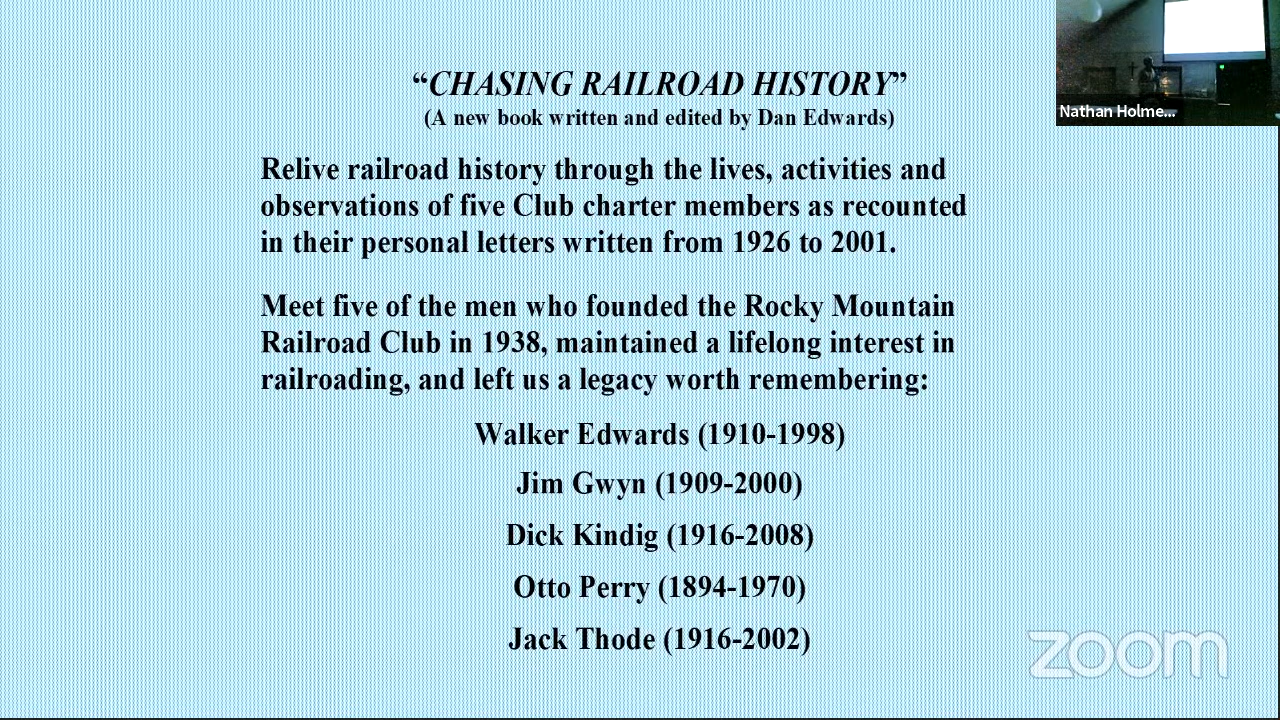 “CHASING RAILROAD HISTORY”
(A new book written and edited by Dan Edwards)
Relive railroad history through the lives, activities and
observations of five Club charter members as recounted
in their personal letters written from 1926 to 2001.
Meet five of the men who founded the Rocky Mountain
Railroad Club in 1938, maintained a lifelong interest in
railroading, and left us a legacy worth remembering:
Walker Edwards (1910-1998)
Jim Gwyn (1909-2000)
Dick Kindig (1916-2008)
Otto Perry (1894-1970)
Jack Thode (1916-2002)
Nathan Holme...
zoom